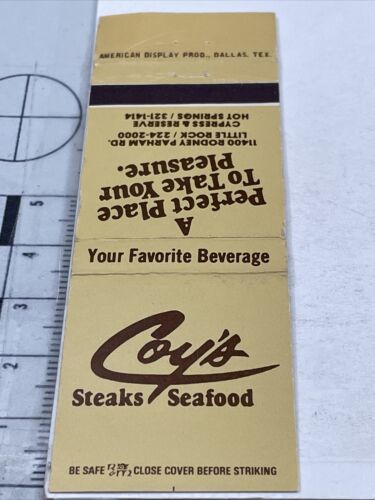 AMERICAN DISPLAY PROD., DALLAS, TEX.
A
Perfect Place
To Take Your
Pleasure.
11400 RODNEY PARHAM RD.
LITTLE ROCK / 224-2000
CYPRESS & RESERVE
HOT SPRINGS / 321-1414
Your Favorite Beverage
Coy's
Steaks Seafood
BE SAFE CLOSE COVER BEFORE STRIKING